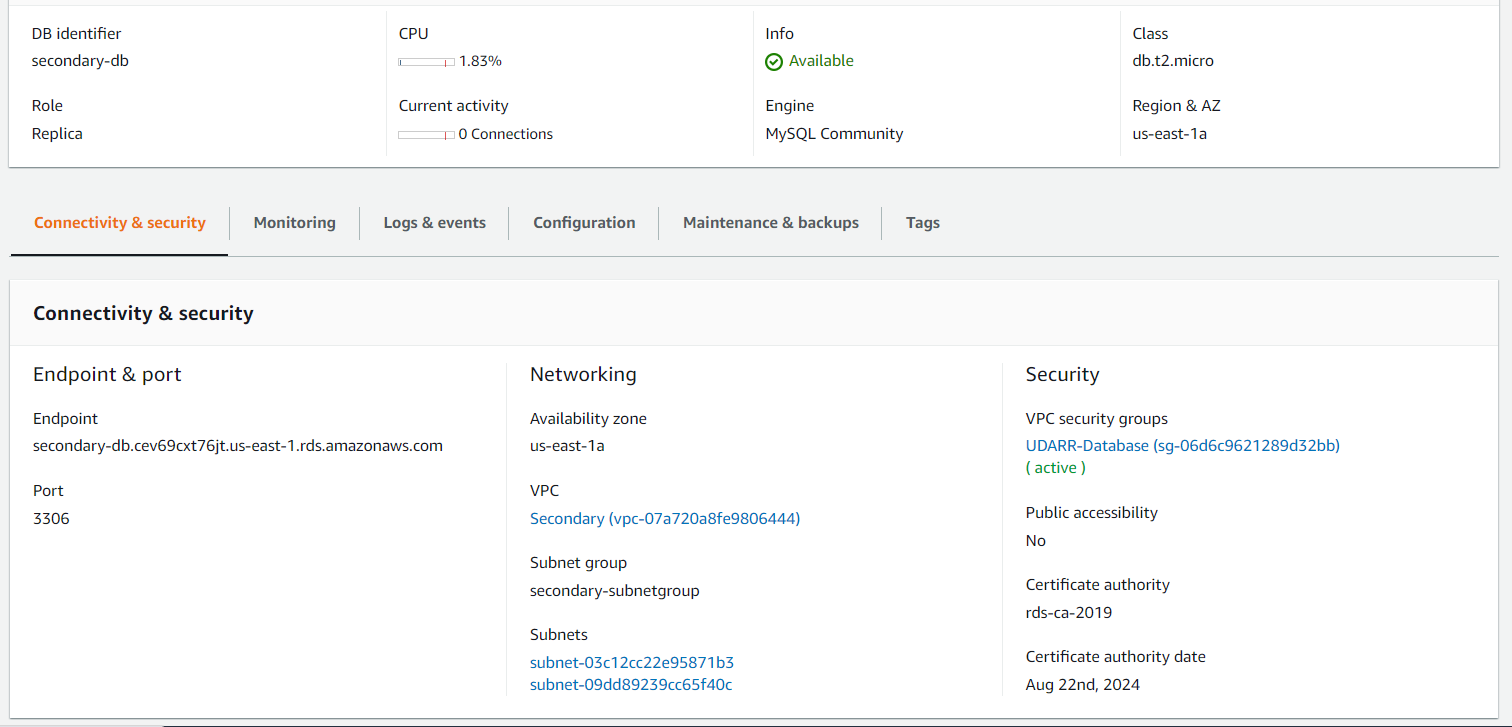 DB identifier
secondary-db
CPU
1.83%
Info
Available
Class
db.t2.micro
Role
Replica
Current activity
0 Connections
Engine
MySQL Community
Region & AZ
us-east-1a
Connectivity & security
Monitoring
Logs & events
Configuration
Maintenance & backups
Tags
Connectivity & security
Endpoint & port
Endpoint
secondary-db.cev69cxt76jt.us-east-1.rds.amazonaws.com
Port
3306
Networking
Availability zone
us-east-1a
VPC
Secondary (vpc-07a720a8fe9806444)
Subnet group
secondary-subnetgroup
Subnets
subnet-03c12cc22e95871b3
subnet-09dd89239cc65f40c
Security
VPC security groups
UDARR-Database (sg-06d6c9621289d32bb)
( active )
Public accessibility
No
Certificate authority
rds-ca-2019
Certificate authority date
Aug 22nd, 2024